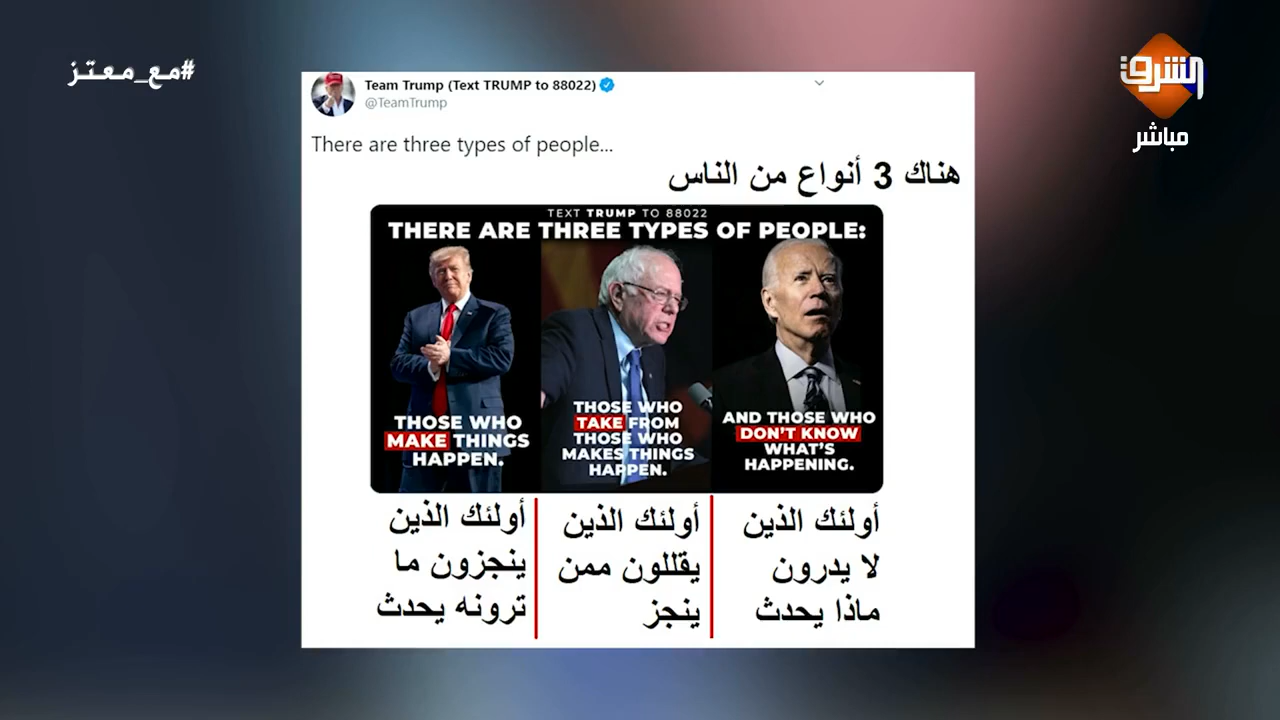 #مع_معتز
الشرق
مباشر
Team Trump (Text TRUMP to 88022)
@TeamTrump
There are three types of people...
هناك 3 أنواع من الناس
TEXT TRUMP TO 88022
THERE ARE THREE TYPES OF PEOPLE:
THOSE WHO
MAKE THINGS
HAPPEN.
THOSE WHO
TAKE FROM
THOSE WHO
MAKES THINGS
HAPPEN.
AND THOSE WHO
DON'T KNOW
WHAT'S
HAPPENING.
أولئك الذين
ينجزون ما
ترونه يحدث
أولئك الذين
يقللون ممن
ينجز
أولئك الذين
لا يدرون
ماذا يحدث